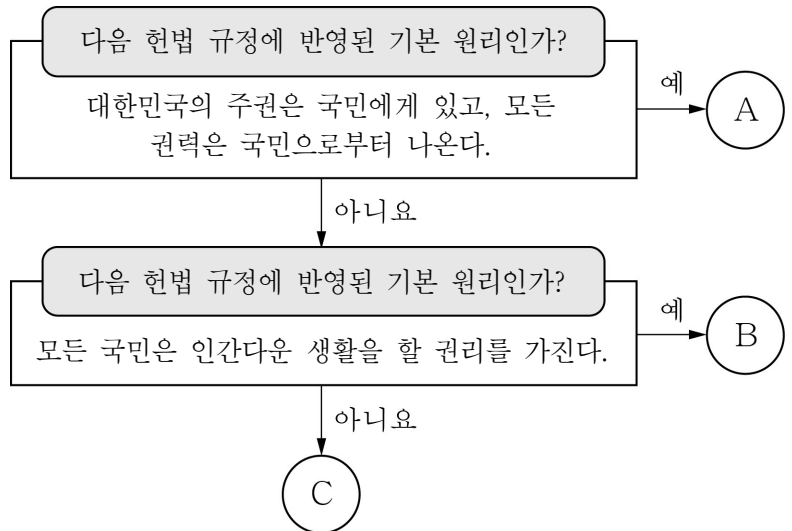 다음 헌법 규정에 반영된 기본 원리인가?
대한민국의 주권은 국민에게 있고, 모든
권력은 국민으로부터 나온다.
예
A
아니요
다음 헌법 규정에 반영된 기본 원리인가?
모든 국민은 인간다운 생활을 할 권리를 가진다.
예
B
아니요
C